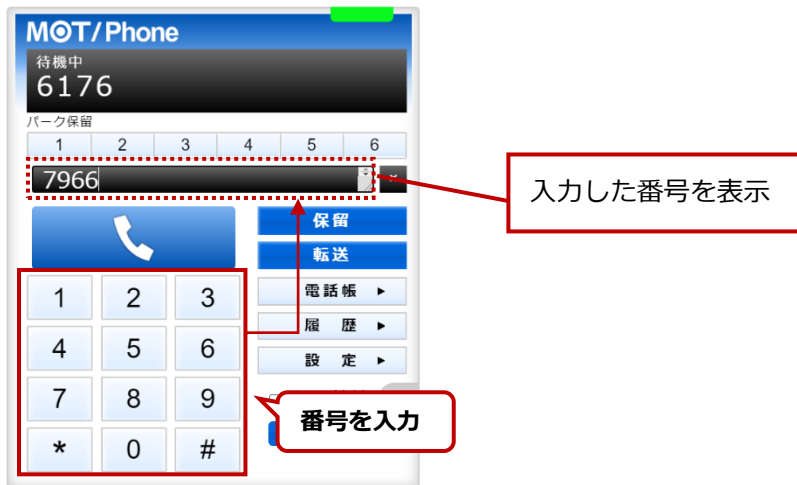 MOT/Phone
待機中
6176
パーク保留
1 2 3 4 5 6
7966
×
入力した番号を表示
保留
転送
1 2 3
電話帳 ►
履 歴 ►
4 5 6
設 定 ►
7 8 9
番号を入力
* 0 #